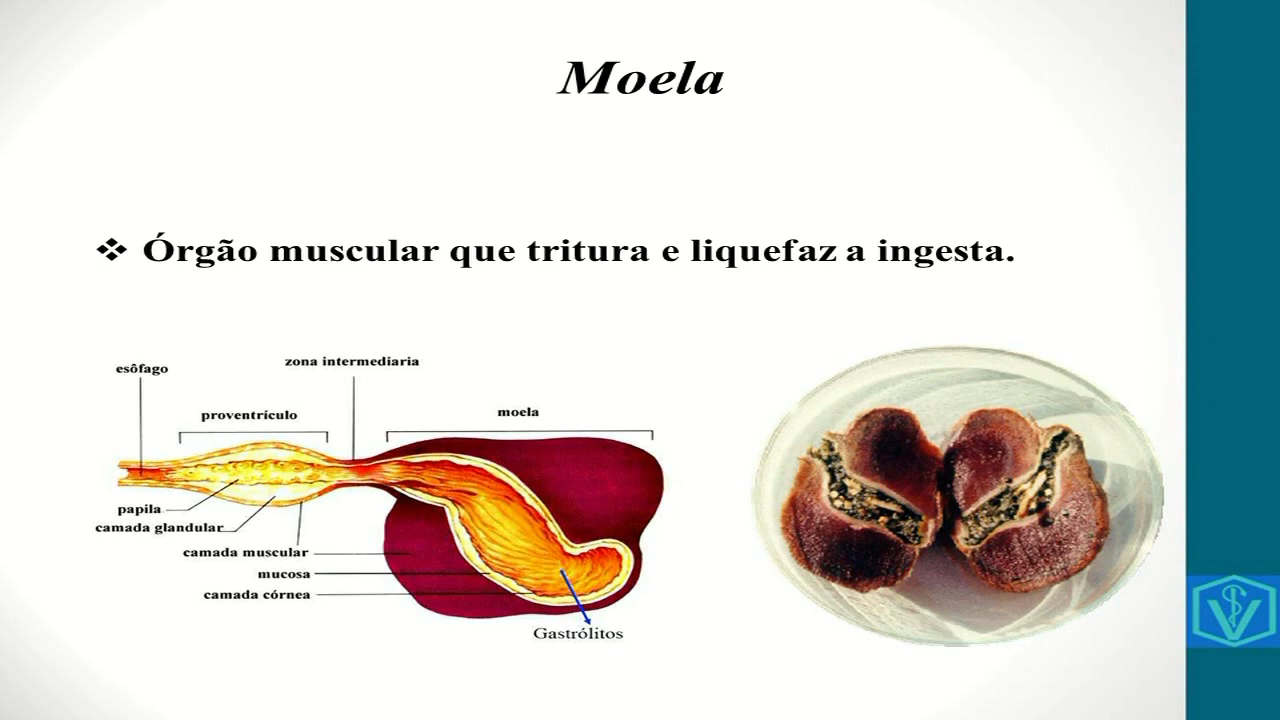 Moela
❖ Órgão muscular que tritura e liquefaz a ingesta.
zona intermediaria
esôfago
proventrículo
moela
papila
camada glandular
camada muscular
mucosa
camada córnea
Gastrólitos